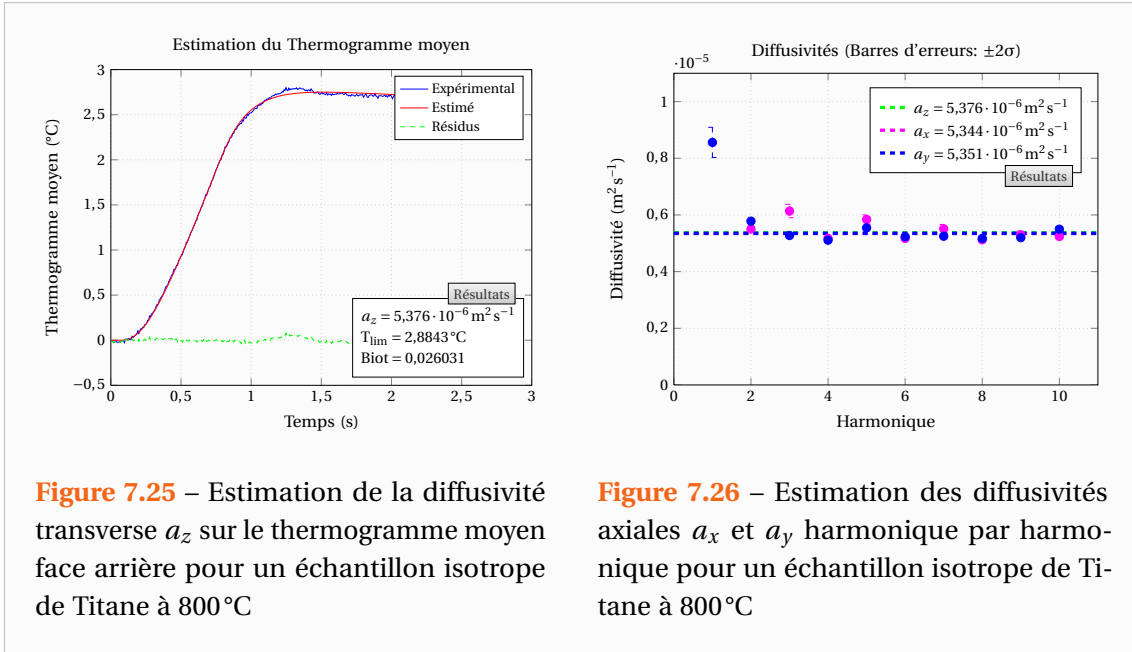 Estimation du Thermogramme moyen
Thermogramme moyen (°C)
3
2,5
2
1,5
1
0,5
0
−0,5
0
0,5
1
1,5
2
2,5
3
Temps (s)
Expérimental
Estimé
Résidus
Résultats
a_z = 5,376 · 10⁻⁶ m² s⁻¹
T_lim = 2,8843 °C
Biot = 0,026031
Diffusivités (Barres d'erreurs: ±2σ)
·10⁻⁵
Diffusivité (m² s⁻¹)
1
0,8
0,6
0,4
0,2
0
0
2
4
6
8
10
Harmonique
a_z = 5,376 · 10⁻⁶ m² s⁻¹
a_x = 5,344 · 10⁻⁶ m² s⁻¹
a_y = 5,351 · 10⁻⁶ m² s⁻¹
Résultats
Figure 7.25 – Estimation de la diffusivité
transverse a_z sur le thermogramme moyen
face arrière pour un échantillon isotrope
de Titane à 800 °C
Figure 7.26 – Estimation des diffusivités
axiales a_x et a_y harmonique par harmo-
nique pour un échantillon isotrope de Ti-
tane à 800 °C